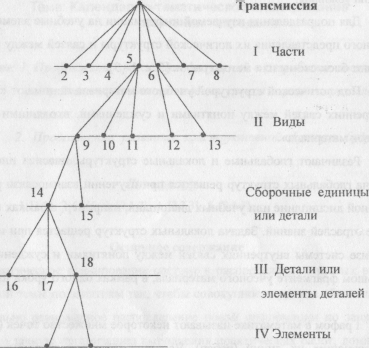 Трансмиссия
I Части
2 3 4 5 6 7 8
II Виды
9 10 11 12 13
14
15
Сборочные единицы
или детали
18
16 17
III Детали или
элементы деталей
IV Элементы